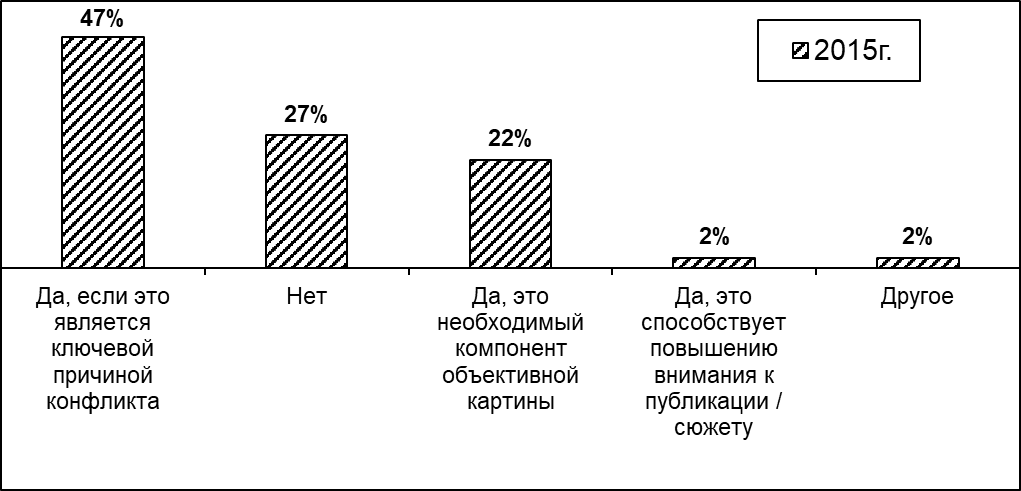 47%
2015г.
27%
22%
2%
2%
Да, если это
является
ключевой
причиной
конфликта
Нет
Да, это
необходимый
компонент
объективной
картины
Да, это
способствует
повышению
внимания к
публикации /
сюжету
Другое